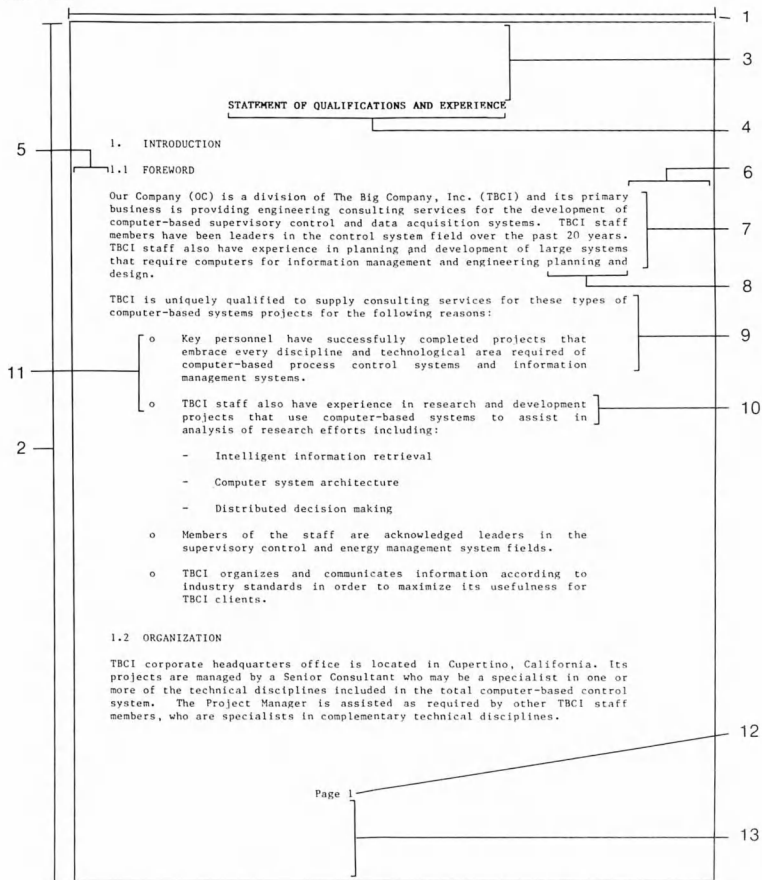 1
3
STATEMENT OF QUALIFICATIONS AND EXPERIENCE
4
1. INTRODUCTION
5
1.1 FOREWORD
6
Our Company (OC) is a division of The Big Company, Inc. (TBCI) and its primary
business is providing engineering consulting services for the development of
computer-based supervisory control and data acquisition systems. TBCI staff
7
members have been leaders in the control system field over the past 20 years.
TBCI staff also have experience in planning and development of large systems
that require computers for information management and engineering planning and
design.
8
TBCI is uniquely qualified to supply consulting services for these types of
computer-based systems projects for the following reasons:
9
o Key personnel have successfully completed projects that
embrace every discipline and technological area required of
computer-based process control systems and information
management systems.
11
o TBCI staff also have experience in research and development
projects that use computer-based systems to assist in
analysis of research efforts including:
10
2
- Intelligent information retrieval
- Computer system architecture
- Distributed decision making
o Members of the staff are acknowledged leaders in the
supervisory control and energy management system fields.
o TBCI organizes and communicates information according to
industry standards in order to maximize its usefulness for
TBCI clients.
1.2 ORGANIZATION
TBCI corporate headquarters office is located in Cupertino, California. Its
projects are managed by a Senior Consultant who may be a specialist in one or
more of the technical disciplines included in the total computer-based control
system. The Project Manager is assisted as required by other TBCI staff
members, who are specialists in complementary technical disciplines.
12
Page 1
13